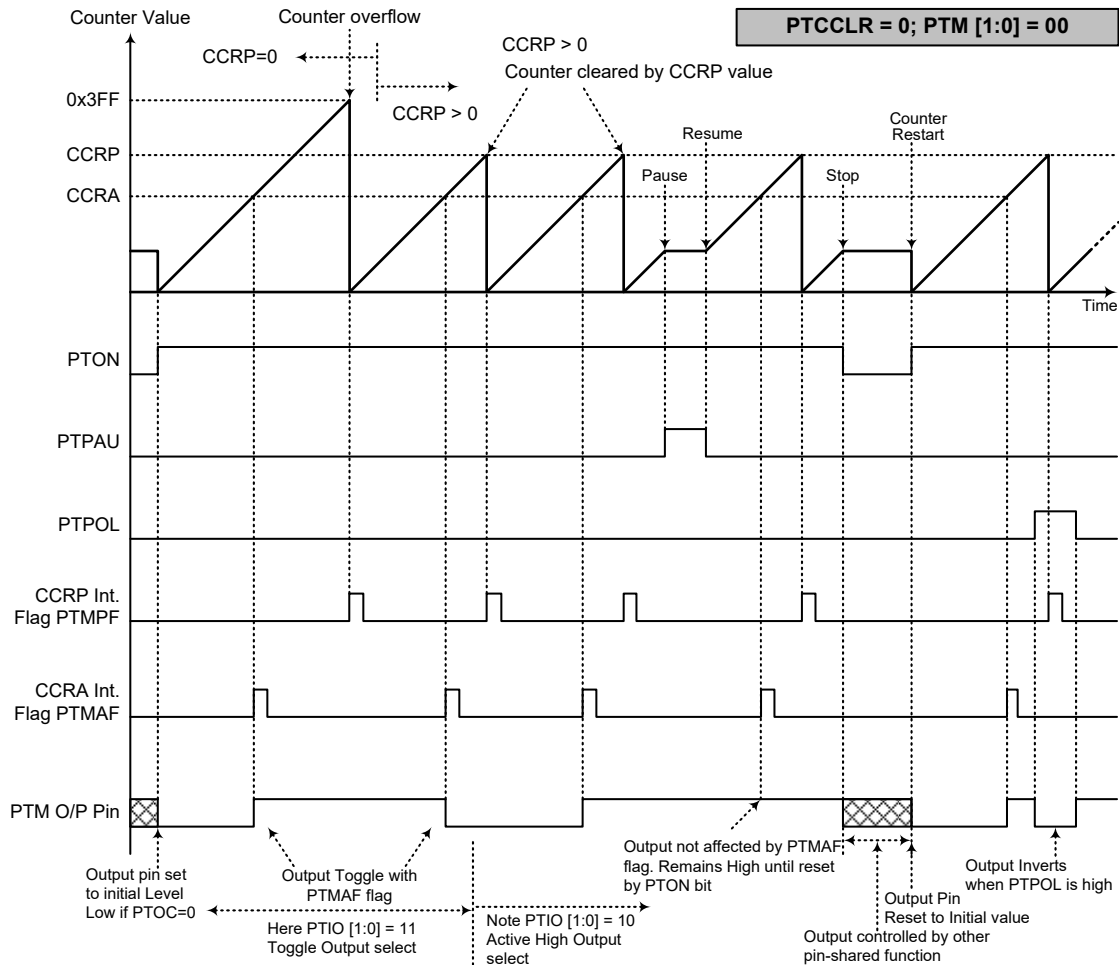 Counter Value
Counter overflow
PTCCLR = 0; PTM [1:0] = 00
CCRP=0
CCRP > 0
CCRP > 0
Counter cleared by CCRP value
0x3FF
CCRP
CCRA
Pause
Resume
Stop
Counter
Restart
Time
PTON
PTPAU
PTPOL
CCRP Int.
Flag PTMPF
CCRA Int.
Flag PTMAF
PTM O/P Pin
Output pin set
to initial Level
Low if PTOC=0
Output Toggle with
PTMAF flag
Here PTIO [1:0] = 11
Toggle Output select
Note PTIO [1:0] = 10
Active High Output
select
Output not affected by PTMAF
flag. Remains High until reset
by PTON bit
Output Pin
Reset to Initial value
Output controlled by other
pin-shared function
Output Inverts
when PTPOL is high